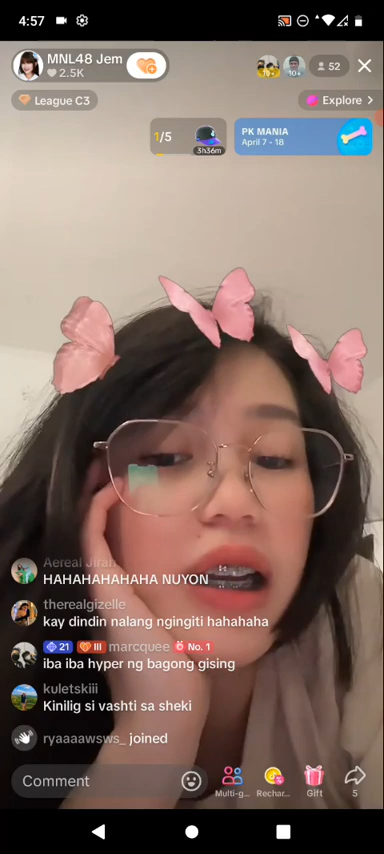 4:57
MNL48 Jem
2.5K
10+
10+
52
League C3
Explore >
1/5
3h36m
PK MANIA
April 7 - 18
Aereal Jirah
HAHAHAHAHAHA NUYON
therealgizelle
kay dindin nalang ngingiti hahahaha
21 III marcquee No. 1
iba iba hyper ng bagong gising
kuletskiii
Kinilig si vashti sa sheki
ryaaaawsws_ joined
Comment
Multi-g...
Rechar...
Gift
5